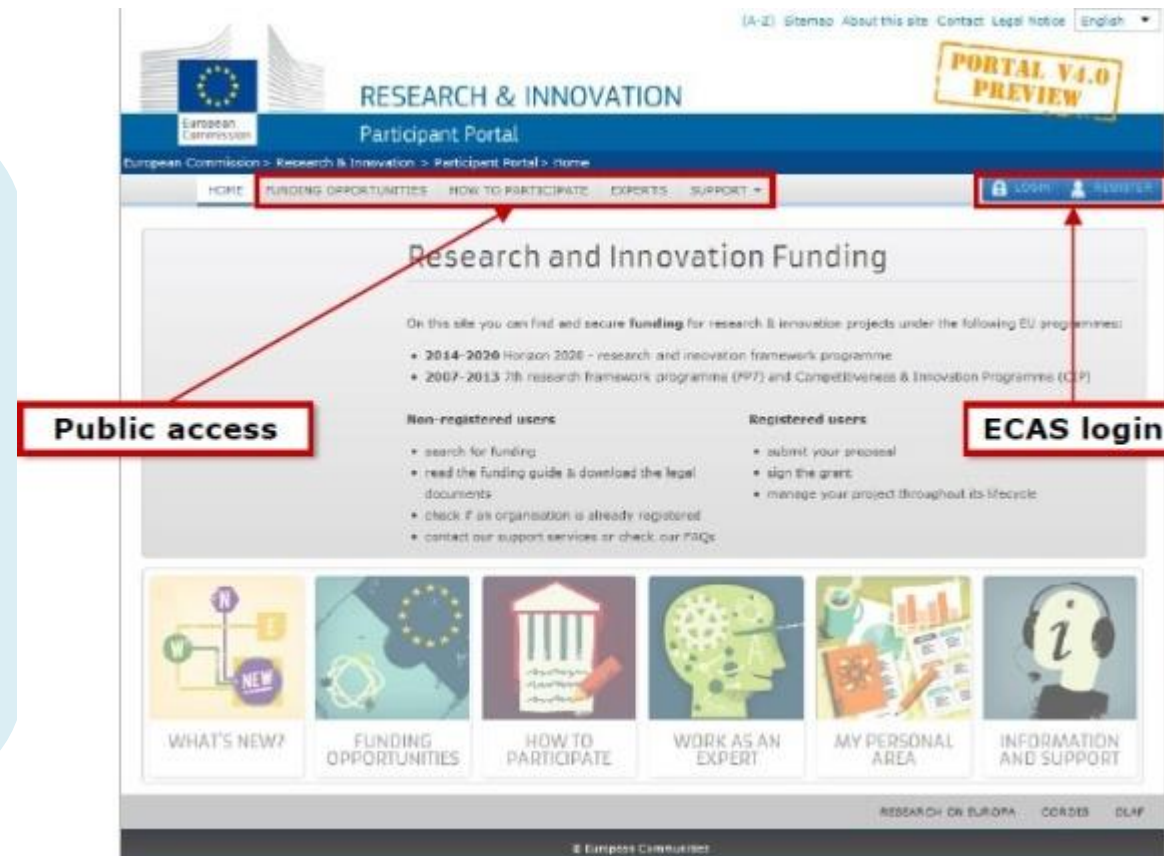 (A-Z) Sitemap About this site Contact Legal Notice English
PORTAL V4.0
PREVIEW
RESEARCH & INNOVATION
European
Commission
Participant Portal
European Commission > Research & Innovation > Participant Portal > Home
HOME FUNDING OPPORTUNITIES HOW TO PARTICIPATE EXPERTS SUPPORT LOGIN REGISTER
Research and Innovation Funding
On this site you can find and secure funding for research & innovation projects under the following EU programmes:
• 2014-2020 Horizon 2020 - research and innovation framework programme
• 2007-2013 7th research framework programme (FP7) and Competitiveness & Innovation Programme (CIP)
Public access
Non-registered users
• search for funding
• read the funding guide & download the legal
documents
• check if an organisation is already registered
• contact our support services or check our FAQs
Registered users
• submit your proposal
• sign the grant
• manage your project throughout its lifecycle
ECAS login
N
W
E
NEW
i
WHAT'S NEW?
FUNDING
OPPORTUNITIES
HOW TO
PARTICIPATE
WORK AS AN
EXPERT
MY PERSONAL
AREA
INFORMATION
AND SUPPORT
RESEARCH ON EUROPA CORDIS OLAF
© European Communities